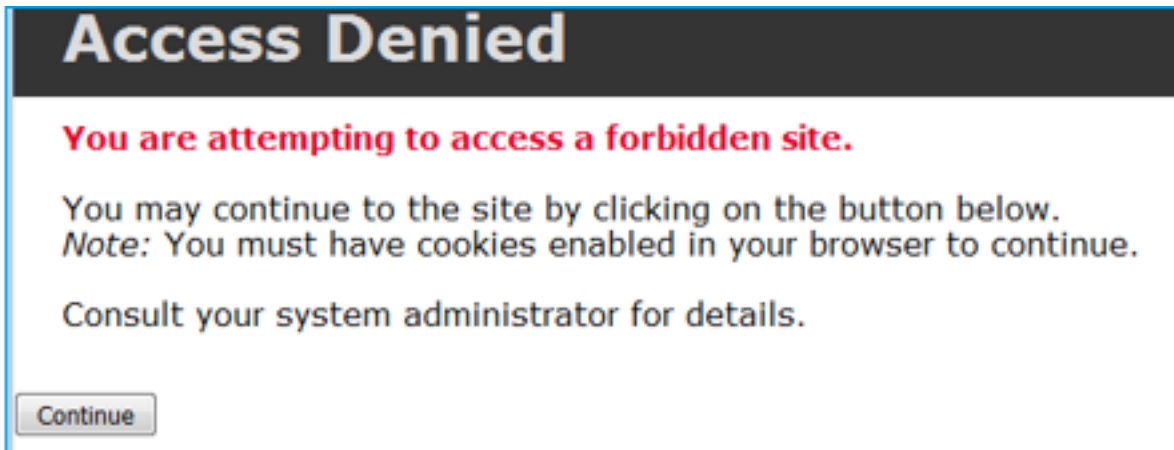 Access Denied
You are attempting to access a forbidden site.
You may continue to the site by clicking on the button below.
Note: You must have cookies enabled in your browser to continue.
Consult your system administrator for details.
Continue